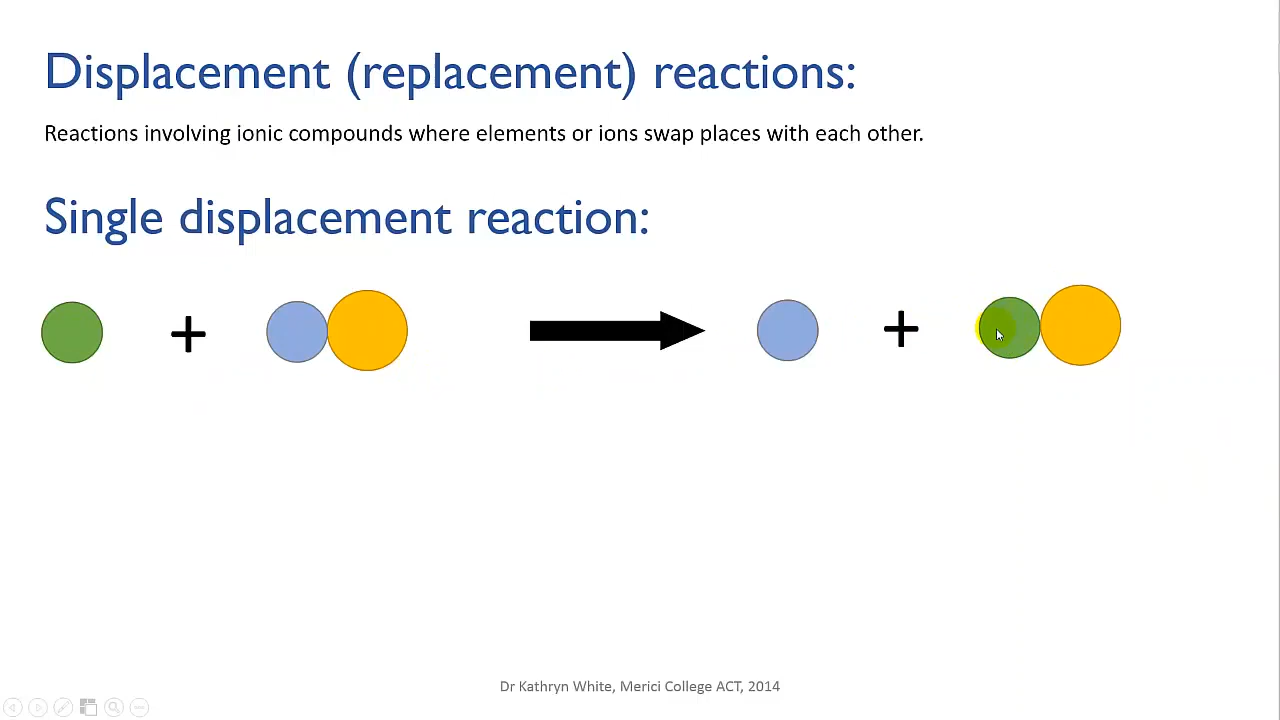 Displacement (replacement) reactions:
Reactions involving ionic compounds where elements or ions swap places with each other.
Single displacement reaction:
+
+
Dr Kathryn White, Merici College ACT, 2014